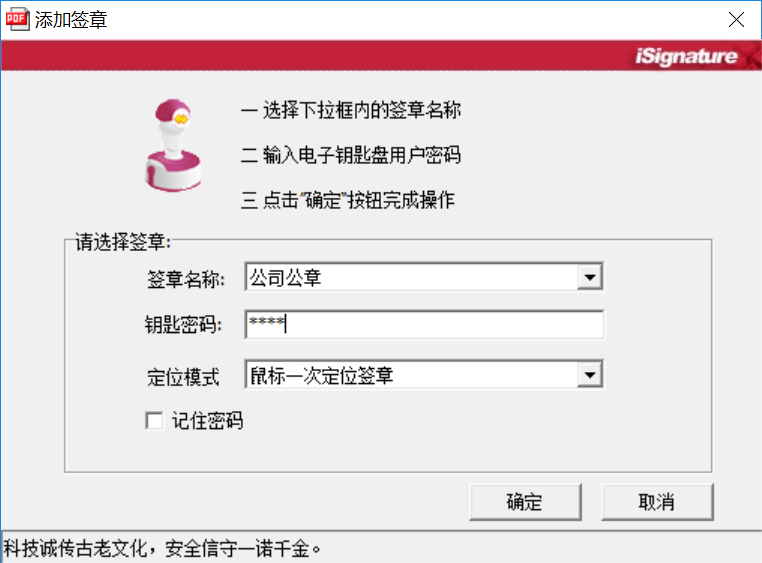 PDF 添加签章
iSignature
一 选择下拉框内的签章名称
二 输入电子钥匙盘用户密码
三 点击"确定"按钮完成操作
请选择签章:
签章名称: 公司公章
钥匙密码: ****
定位模式 鼠标一次定位签章
记住密码
确定 取消
科技诚传古老文化，安全信守一诺千金。